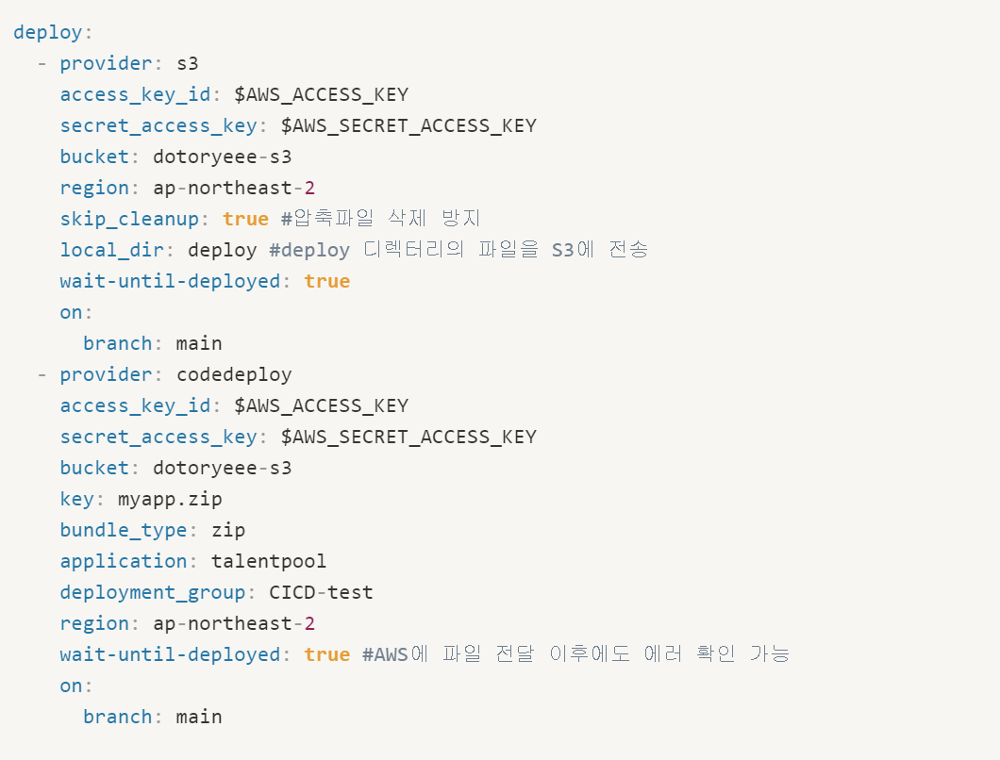 deploy:
  - provider: s3
    access_key_id: $AWS_ACCESS_KEY
    secret_access_key: $AWS_SECRET_ACCESS_KEY
    bucket: dotoryeee-s3
    region: ap-northeast-2
    skip_cleanup: true #압축파일 삭제 방지
    local_dir: deploy #deploy 디렉터리의 파일을 S3에 전송
    wait-until-deployed: true
    on:
      branch: main
  - provider: codedeploy
    access_key_id: $AWS_ACCESS_KEY
    secret_access_key: $AWS_SECRET_ACCESS_KEY
    bucket: dotoryeee-s3
    key: myapp.zip
    bundle_type: zip
    application: talentpool
    deployment_group: CICD-test
    region: ap-northeast-2
    wait-until-deployed: true #AWS에 파일 전달 이후에도 에러 확인 가능
    on:
      branch: main